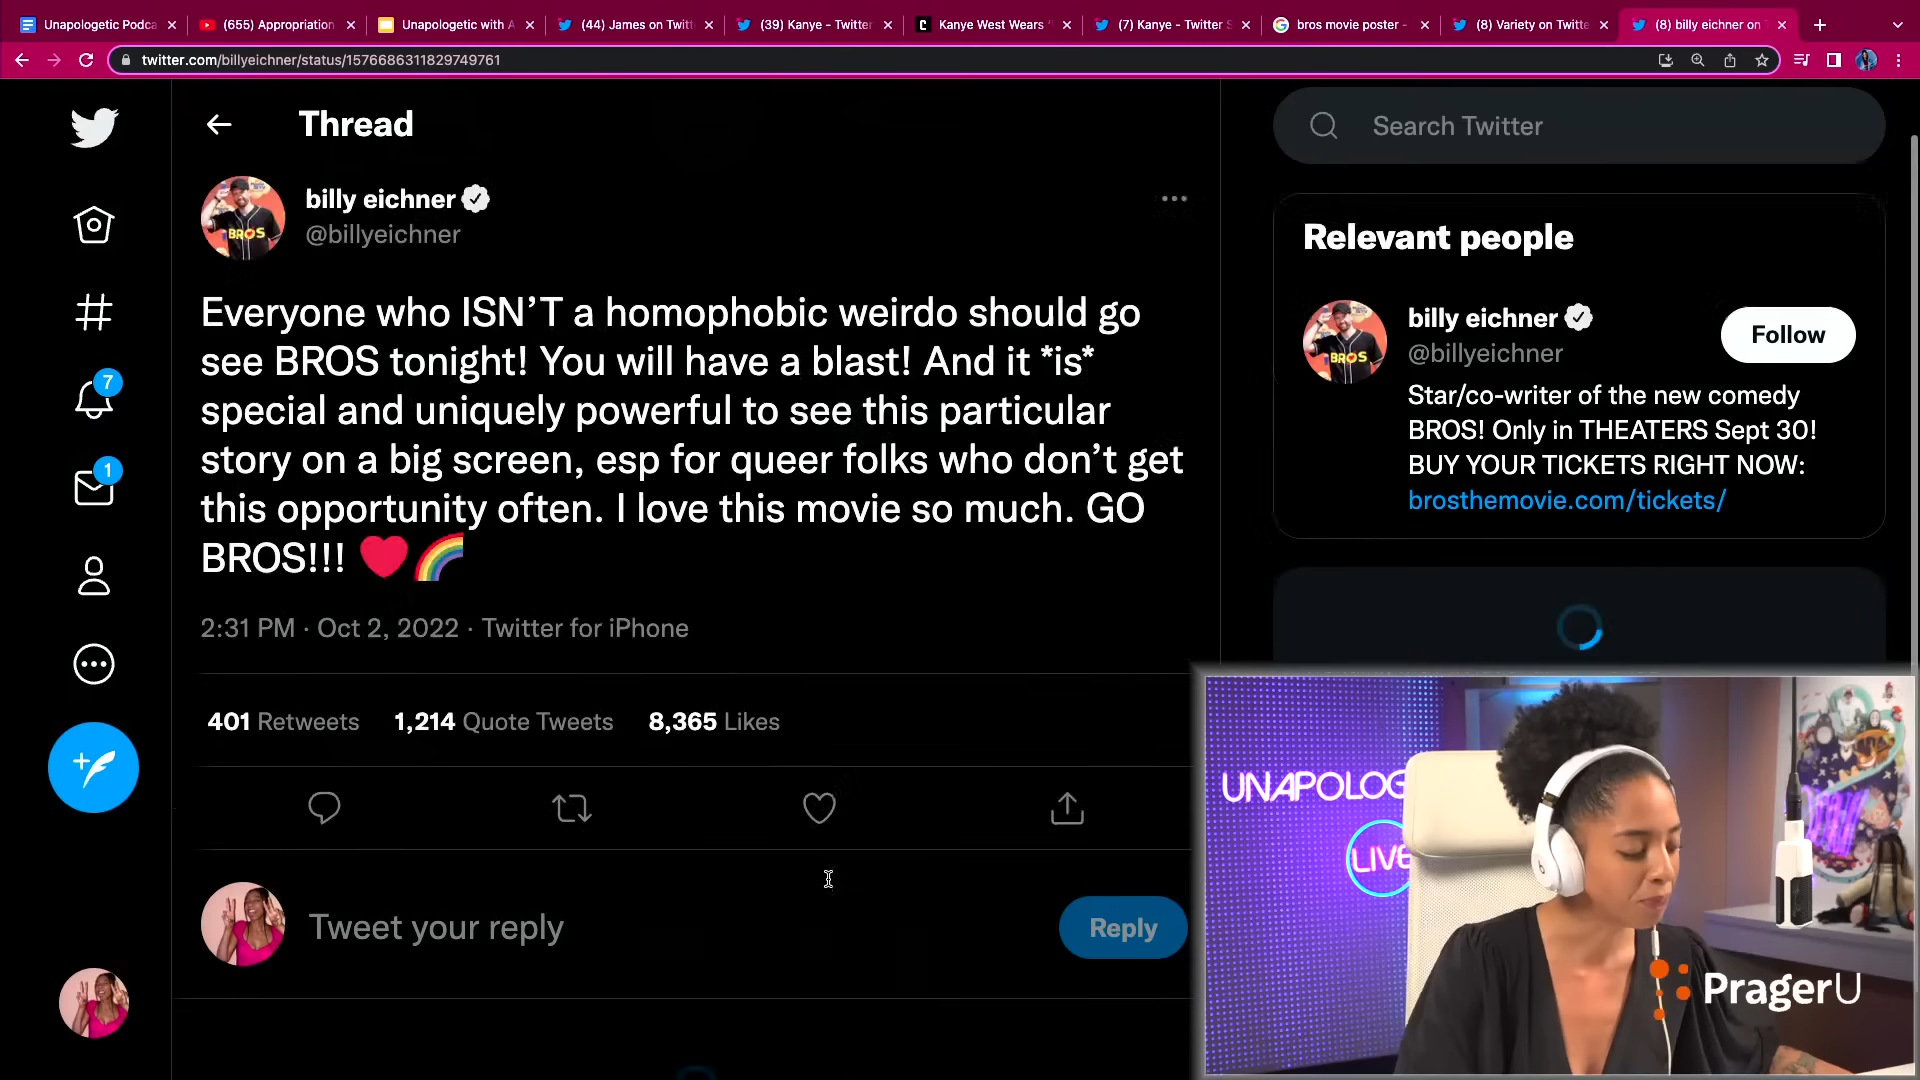 Unapologetic Podca
(655) Appropriation
Unapologetic with A
(44) James on Twitt
(39) Kanye - Twitter
Kanye West Wears
(7) Kanye - Twitter S
bros movie poster -
(8) Variety on Twitte
(8) billy eichner on T
twitter.com/billyeichner/status/1576686311829749761
Thread
billy eichner
@billyeichner
Everyone who ISN’T a homophobic weirdo should go
see BROS tonight! You will have a blast! And it *is*
special and uniquely powerful to see this particular
story on a big screen, esp for queer folks who don’t get
this opportunity often. I love this movie so much. GO
BROS!!! ❤️🌈
2:31 PM · Oct 2, 2022 · Twitter for iPhone
401 Retweets 1,214 Quote Tweets 8,365 Likes
Tweet your reply
Reply
7
1
Search Twitter
Relevant people
billy eichner
@billyeichner
Follow
Star/co-writer of the new comedy
BROS! Only in THEATERS Sept 30!
BUY YOUR TICKETS RIGHT NOW:
brosthemovie.com/tickets/
BROS
BROS
UNAPOLOG
LIVE
PragerU